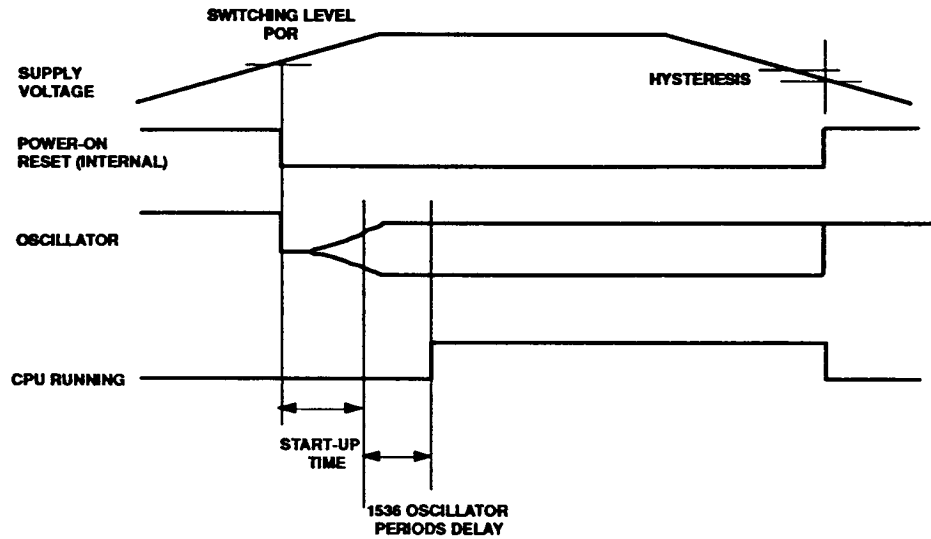 SWITCHING LEVEL
POR
SUPPLY
VOLTAGE
HYSTERESIS
POWER-ON
RESET (INTERNAL)
OSCILLATOR
CPU RUNNING
START-UP
TIME
1536 OSCILLATOR
PERIODS DELAY